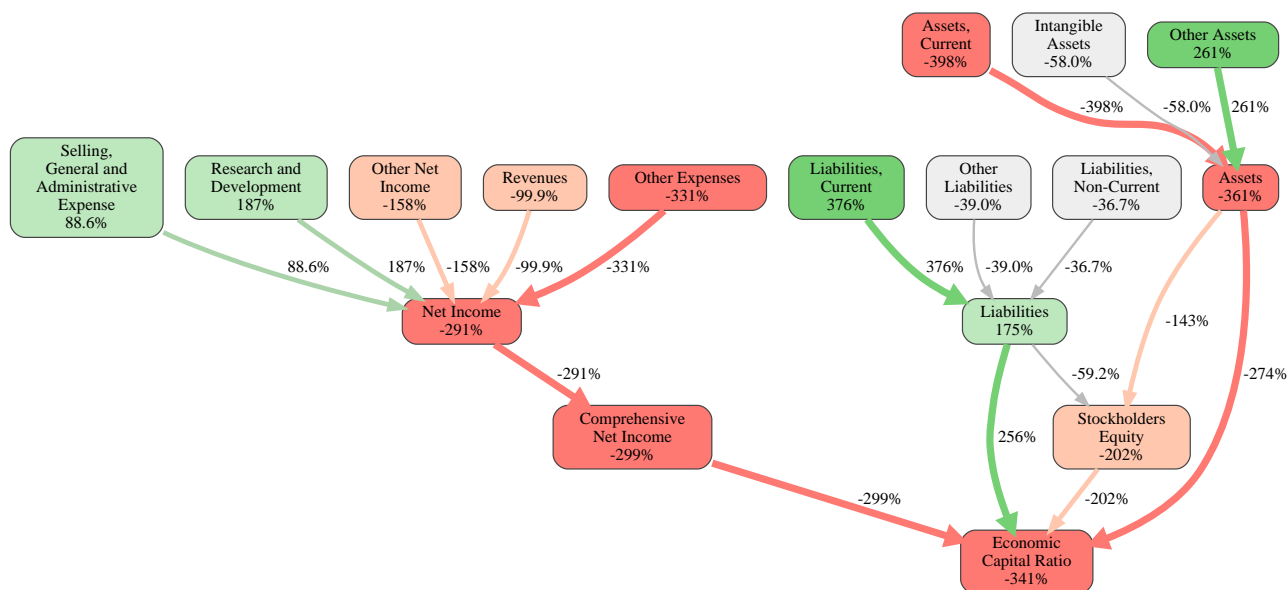 Assets,
Current
-398%
Intangible
Assets
-58.0%
Other Assets
261%
-398%
-58.0%
261%
Selling,
General and
Administrative
Expense
88.6%
Research and
Development
187%
Other Net
Income
-158%
Revenues
-99.9%
Other Expenses
-331%
Liabilities,
Current
376%
Other
Liabilities
-39.0%
Liabilities,
Non-Current
-36.7%
Assets
-361%
88.6%
187%
-158%
-99.9%
-331%
376%
-39.0%
-36.7%
Net Income
-291%
Liabilities
175%
-143%
-291%
-59.2%
-274%
Comprehensive
Net Income
-299%
256%
Stockholders
Equity
-202%
-299%
-202%
Economic
Capital Ratio
-341%